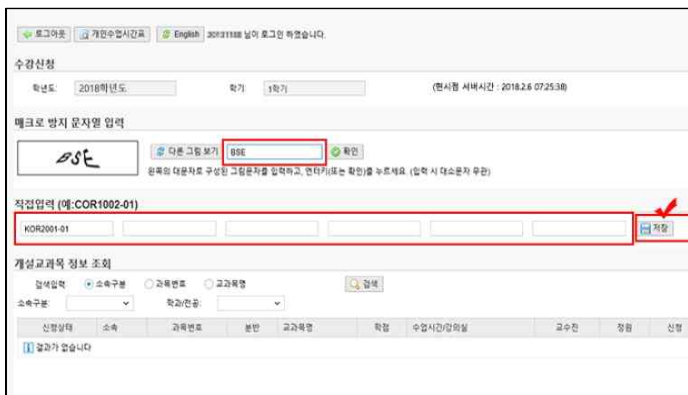 로그아웃 개인수업시간표 English 30131188 님이 로그인 하였습니다.
수강신청
학년도: 2018학년도 학기: 1학기 (현시점 서버시간 : 2018.2.6 07:25:38)
매크로 방지 문자열 입력
BSE 다른 그림 보기 BSE 확인
왼쪽의 대문자로 구성된 그림문자를 입력하고, 엔터키(또는 확인)를 누르세요. (입력 시 대소문자 무관)
직접입력 (예:COR1002-01)
KOR2001-01 저장
개설교과목 정보 조회
검색입력 소속구분 과목번호 교과목명 검색
소속구분: 학과/전공:
신청상태 소속 과목번호 분반 교과목명 학점 수업시간/강의실 교수진 정원 신청
결과가 없습니다